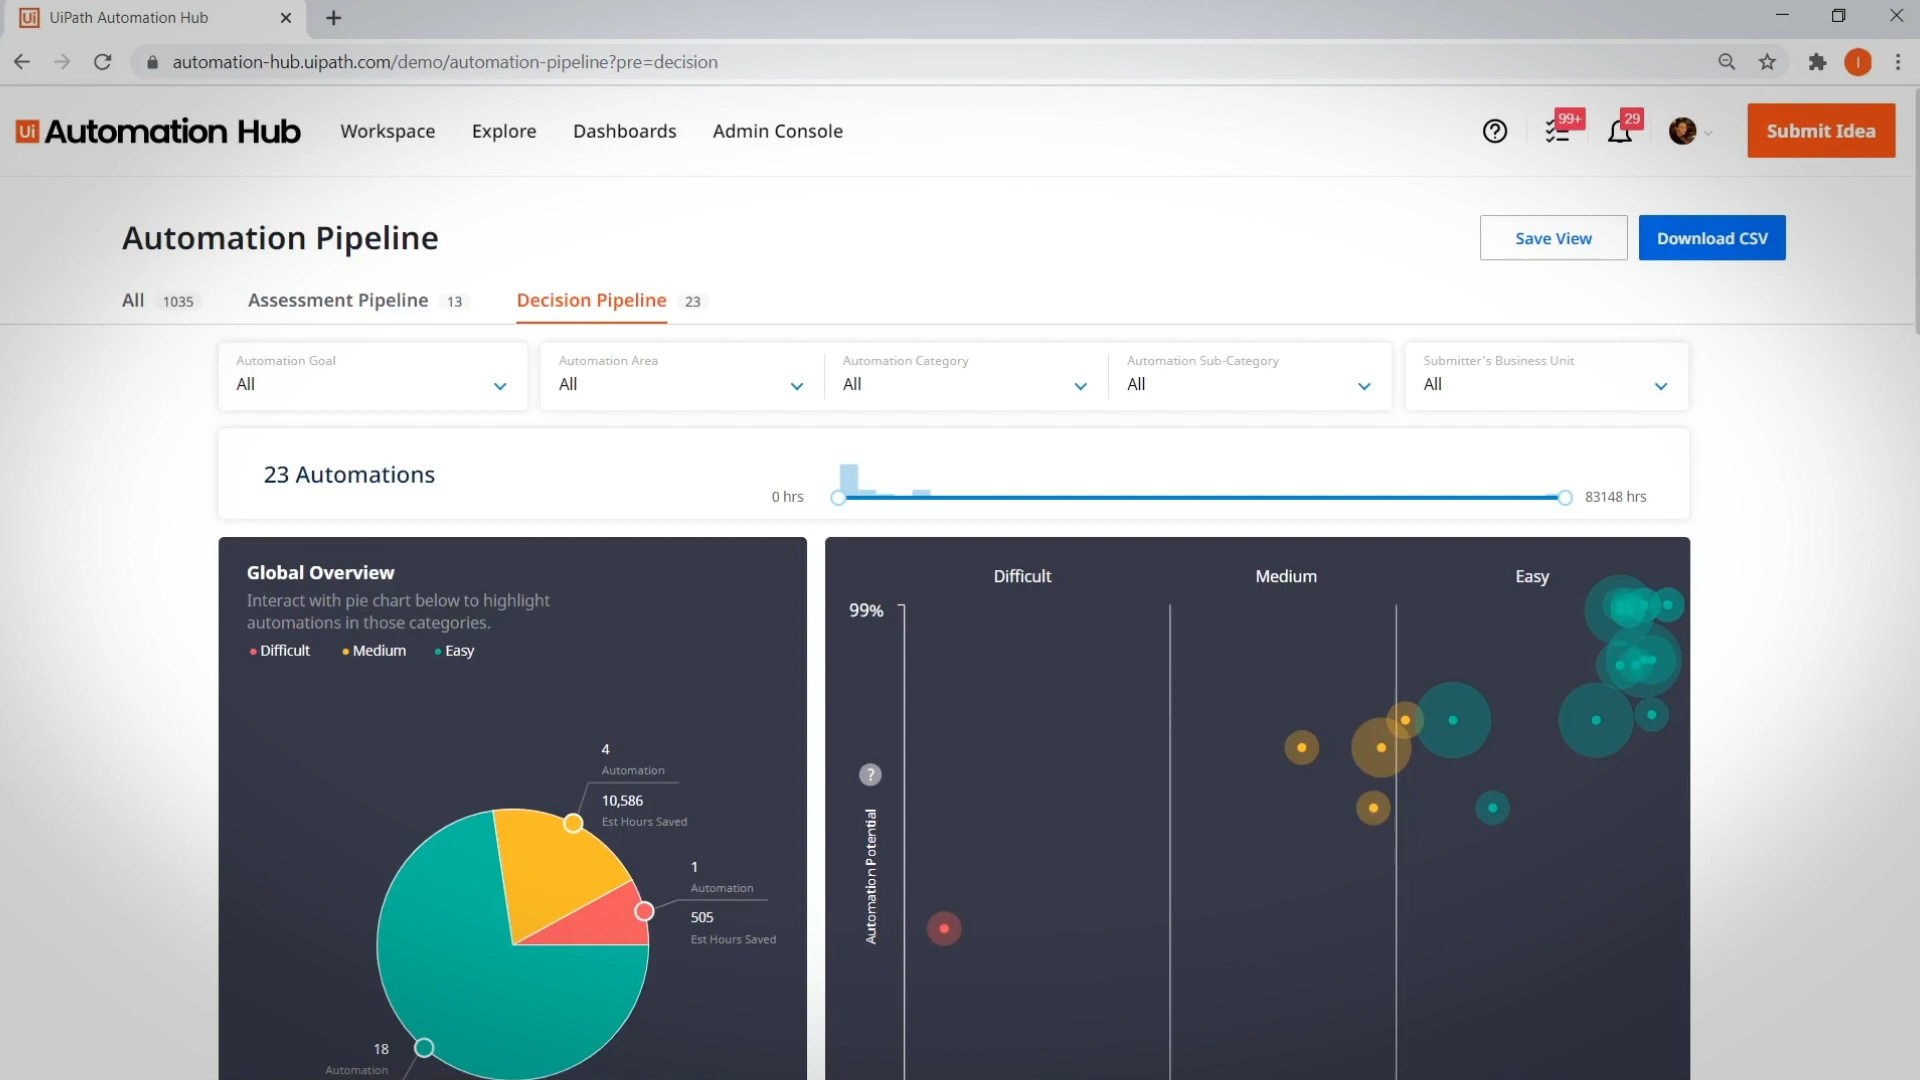 UiPath Automation Hub
automation-hub.uipath.com/demo/automation-pipeline?pre=decision
Ui Automation Hub
Workspace
Explore
Dashboards
Admin Console
99+
29
Submit Idea
Automation Pipeline
Save View
Download CSV
All 1035
Assessment Pipeline 13
Decision Pipeline 23
Automation Goal
All
Automation Area
All
Automation Category
All
Automation Sub-Category
All
Submitter's Business Unit
All
23 Automations
0 hrs
83148 hrs
Global Overview
Interact with pie chart below to highlight
automations in those categories.
Difficult
Medium
Easy
4
Automation
10,586
Est Hours Saved
1
Automation
505
Est Hours Saved
18
Automation
Difficult
Medium
Easy
99%
?
Automation Potential